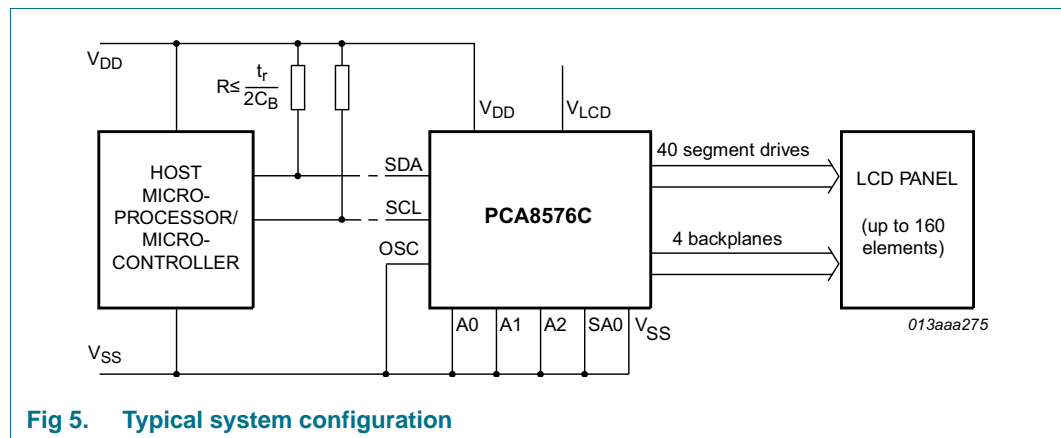 VDD
R≤ tr
2CB
VDD
VLCD
HOST
MICRO-
PROCESSOR/
MICRO-
CONTROLLER
SDA
SCL
OSC
PCA8576C
40 segment drives
4 backplanes
LCD PANEL
(up to 160
elements)
A0 A1 A2 SA0 VSS
VSS
013aaa275
Fig 5. Typical system configuration